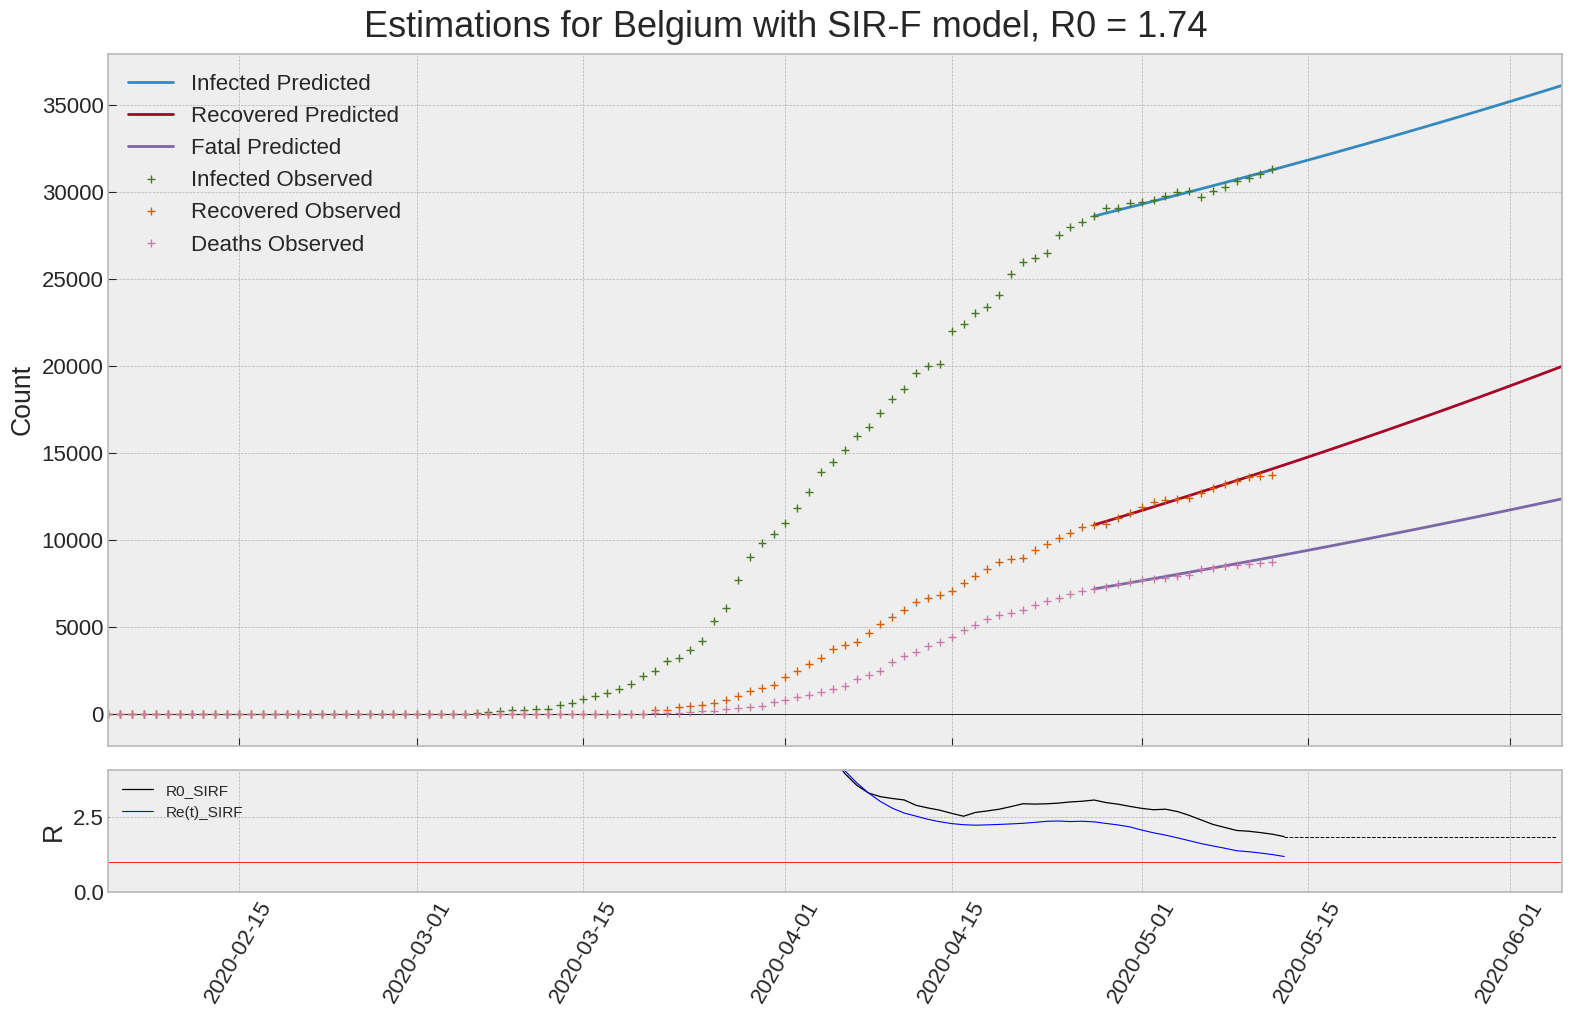 Estimations for Belgium with SIR-F model, R0 = 1.74
Infected Predicted
Recovered Predicted
Fatal Predicted
Infected Observed
Recovered Observed
Deaths Observed
35000
30000
25000
20000
15000
10000
5000
0
Count
R0_SIRF
Re(t)_SIRF
2.5
0.0
R
2020-02-15
2020-03-01
2020-03-15
2020-04-01
2020-04-15
2020-05-01
2020-05-15
2020-06-01